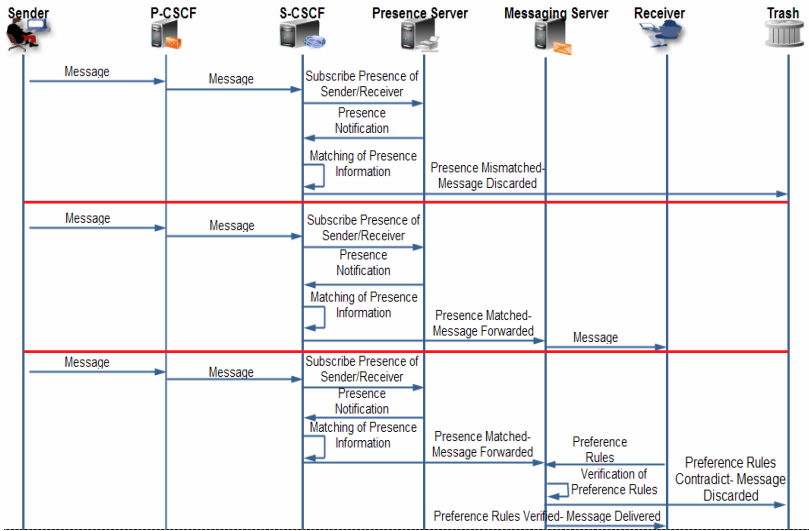 Sender P-CSCF S-CSCF Presence Server Messaging Server Receiver Trash
Message
Message
Subscribe Presence of
Sender/Receiver
Presence
Notification
Matching of Presence
Information
Presence Mismatched-
Message Discarded
Message
Message
Subscribe Presence of
Sender/Receiver
Presence
Notification
Matching of Presence
Information
Presence Matched-
Message Forwarded
Message
Message
Message
Subscribe Presence of
Sender/Receiver
Presence
Notification
Matching of Presence
Information
Presence Matched-
Message Forwarded
Preference
Rules
Verification of
Preference Rules
Preference Rules
Contradict- Message
Discarded
Preference Rules Verified- Message Delivered